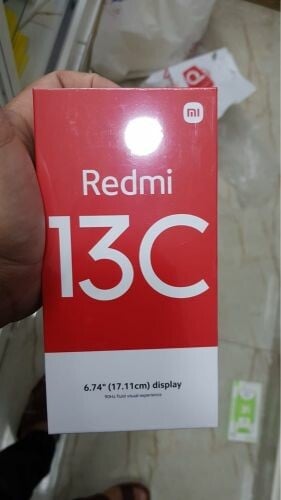 mi
Redmi
13C
6.74" (17.11cm) display
90Hz fluid visual experience